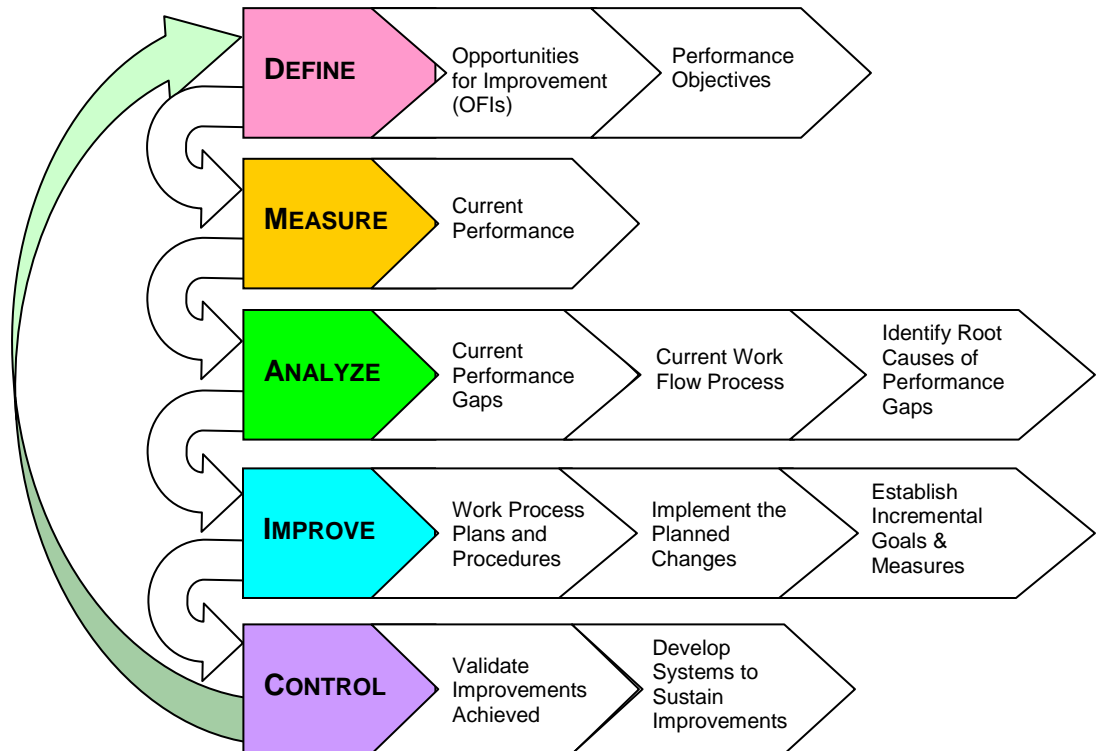 DEFINE
Opportunities
for Improvement
(OFIs)
Performance
Objectives
MEASURE
Current
Performance
ANALYZE
Current
Performance
Gaps
Current Work
Flow Process
Identify Root
Causes of
Performance
Gaps
IMPROVE
Work Process
Plans and
Procedures
Implement the
Planned
Changes
Establish
Incremental
Goals &
Measures
CONTROL
Validate
Improvements
Achieved
Develop
Systems to
Sustain
Improvements